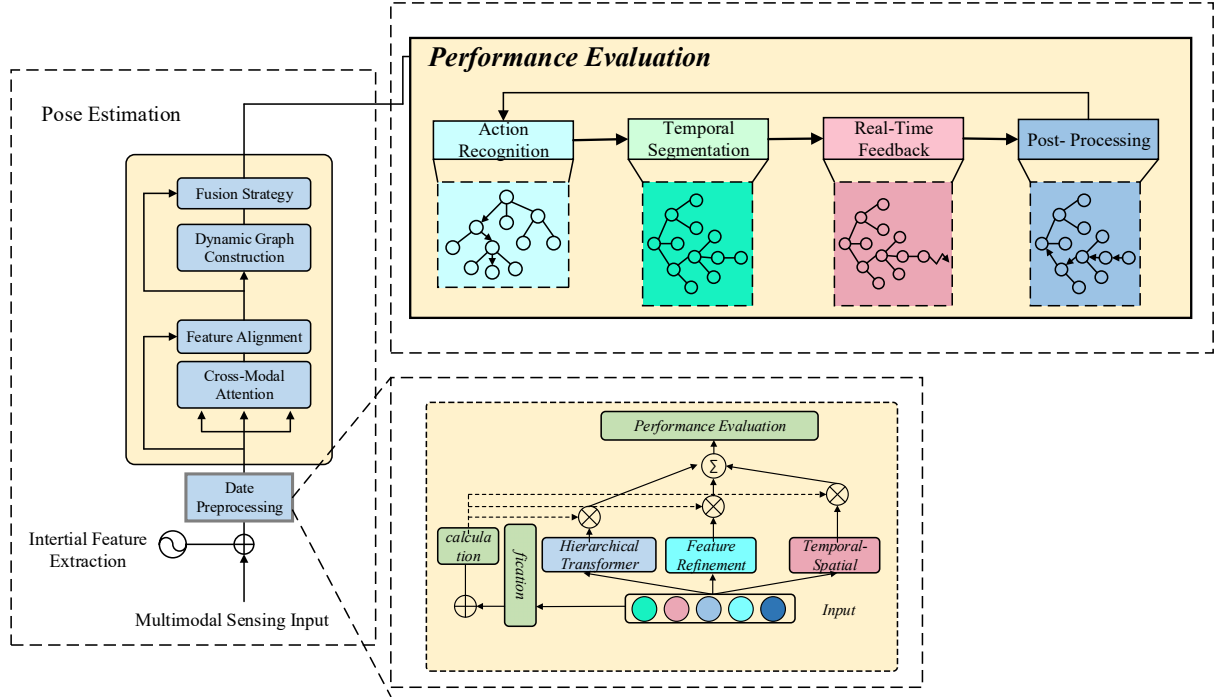 Performance Evaluation
Action
Recognition
Temporal
Segmentation
Real-Time
Feedback
Post- Processing
Pose Estimation
Fusion Strategy
Dynamic Graph
Construction
Feature Alignment
Cross-Modal
Attention
Date
Preprocessing
Intertial Feature
Extraction
Multimodal Sensing Input
Performance Evaluation
Σ
calcula
tion
fication
Hierarchical
Transformer
Feature
Refinement
Temporal-
Spatial
Input